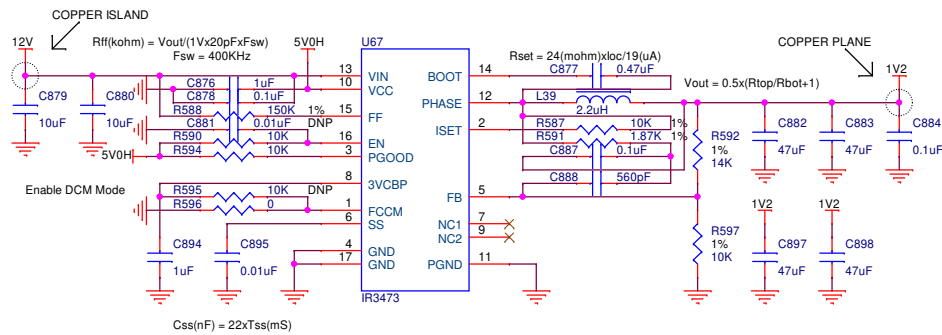 COPPER ISLAND
12V
Rff(kohm) = Vout/(1Vx20pFxFsw)
Fsw = 400KHz
5V0H
U67
Rset = 24(mohm)xloc/19(uA)
COPPER PLANE
Vout = 0.5x(Rtop/Rbot+1)
1V2
C879
10uF
C880
10uF
C876 1uF
C878 0.1uF
R588 150K 1%
C881 0.01uF DNP
R590 10K
5V0H
R594 10K
Enable DCM Mode
R595 10K DNP
R596 0
C894
1uF
C895
0.01uF
13 VIN
10 VCC
15 FF
16 EN
3 PGOOD
8 3VCBP
1 FCCM
6 SS
4 GND
17 GND
BOOT 14
PHASE 12
ISET 2
FB 5
NC1 7
NC2 9
PGND 11
IR3473
C877 0.47uF
L39
2.2uH
R587 10K 1%
R591 1.87K 1%
C887 0.1uF
C888 560pF
R592
1%
14K
C882
47uF
C883
47uF
C884
0.1uF
R597
1%
10K
1V2
C897
47uF
1V2
C898
47uF
Css(nF) = 22xTss(mS)